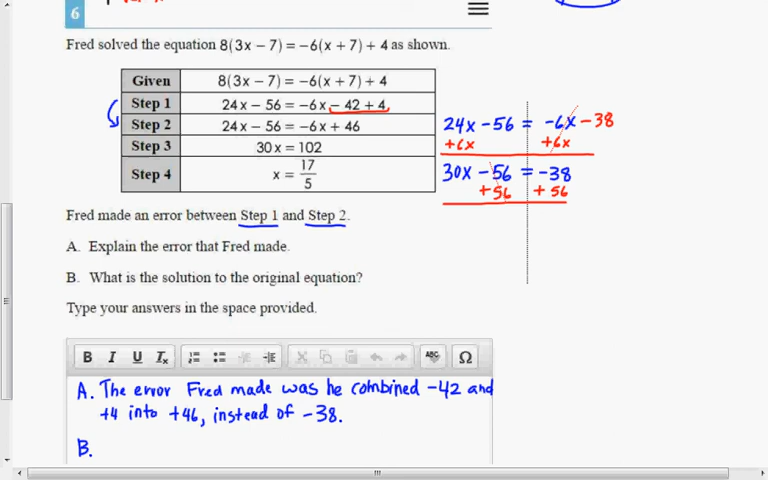 6
Fred solved the equation 8(3x − 7) = −6(x + 7) + 4 as shown.
Given 8(3x − 7) = −6(x + 7) + 4
Step 1 24x − 56 = −6x − 42 + 4
Step 2 24x − 56 = −6x + 46
Step 3 30x = 102
Step 4 x = 17/5
24x − 56 = −6x − 38
+6x +6x
30x − 56 = −38
+56 +56
Fred made an error between Step 1 and Step 2.
A. Explain the error that Fred made.
B. What is the solution to the original equation?
Type your answers in the space provided.
B I U Tx ABC Ω
A. The error Fred made was he combined −42 and
+4 into +46, instead of −38.
B.